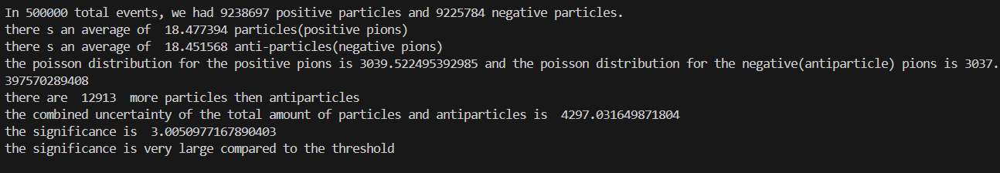 In 500000 total events, we had 9238697 positive particles and 9225784 negative particles.
there s an average of  18.477394 particles(positive pions)
there s an average of  18.451568 anti-particles(negative pions)
the poisson distribution for the positive pions is 3039.522495392985 and the poisson distribution for the negative(antiparticle) pions is 3037.
397570289408
there are  12913  more particles then antiparticles
the combined uncertainty of the total amount of particles and antiparticles is  4297.031649871804
the significance is  3.0050977167890403
the significance is very large compared to the threshold